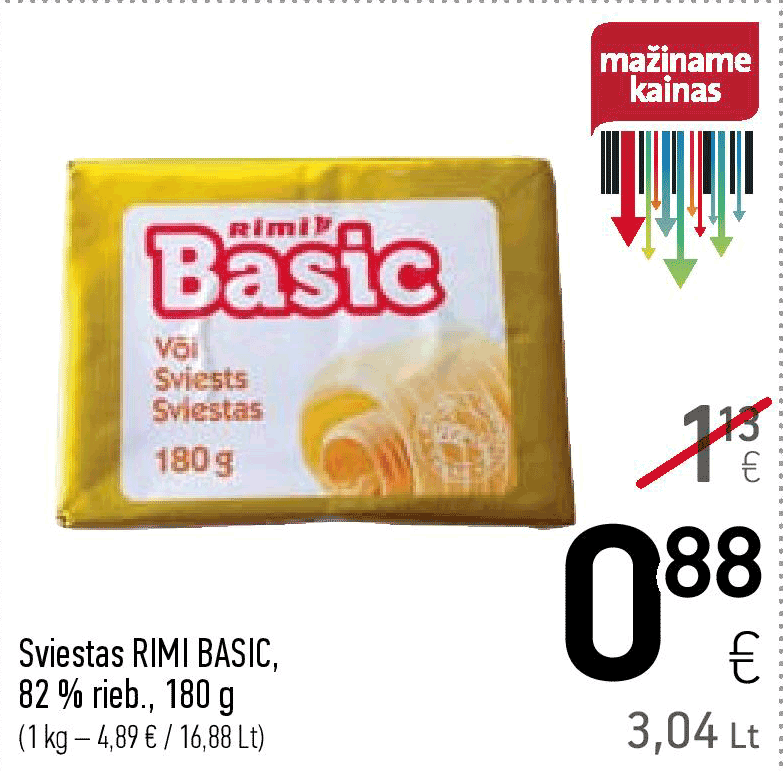 mažiname
kainas
Rimi
Basic
Või
Sviests
Sviestas
180 g
1 13
€
0 88
€
3,04 Lt
Sviestas RIMI BASIC,
82 % rieb., 180 g
(1 kg – 4,89 € / 16,88 Lt)